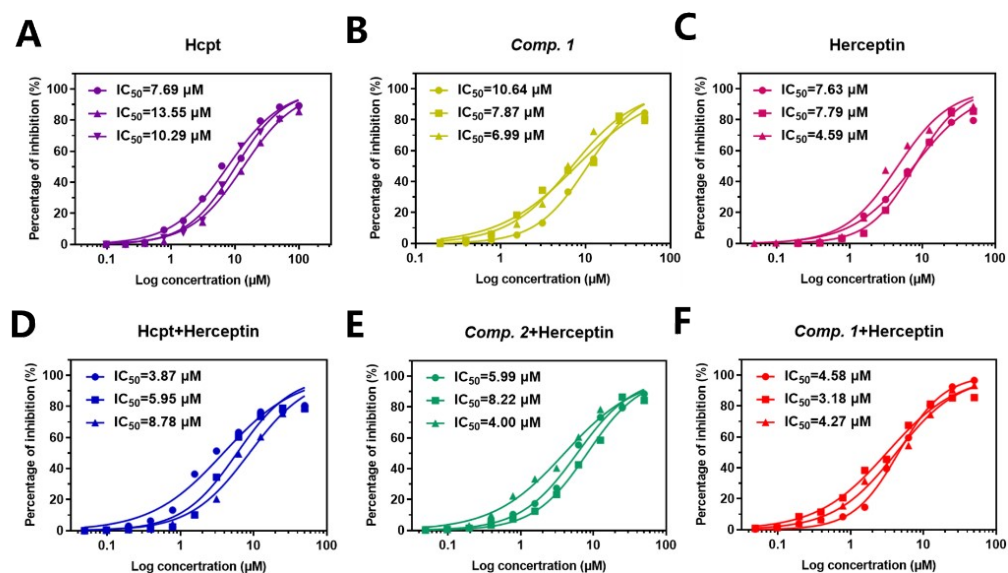 A
Hcpt
Percentage of inhibition (%)
100
80
60
40
20
0
IC50=7.69 μM
IC50=13.55 μM
IC50=10.29 μM
0.1
1
10
100
Log concertration (μM)
B
Comp. 1
Percentage of inhibition (%)
100
80
60
40
20
0
IC50=10.64 μM
IC50=7.87 μM
IC50=6.99 μM
0.1
1
10
100
Log concertration (μM)
C
Herceptin
Percentage of inhibition (%)
100
80
60
40
20
0
IC50=7.63 μM
IC50=7.79 μM
IC50=4.59 μM
0.1
1
10
100
Log concertration (μM)
D
Hcpt+Herceptin
Percentage of inhibition (%)
100
80
60
40
20
0
IC50=3.87 μM
IC50=5.95 μM
IC50=8.78 μM
0.1
1
10
100
Log concertration (μM)
E
Comp. 2+Herceptin
Percentage of inhibition (%)
100
80
60
40
20
0
IC50=5.99 μM
IC50=8.22 μM
IC50=4.00 μM
0.1
1
10
100
Log concertration (μM)
F
Comp. 1+Herceptin
Percentage of inhibition (%)
100
80
60
40
20
0
IC50=4.58 μM
IC50=3.18 μM
IC50=4.27 μM
0.1
1
10
100
Log concertration (μM)